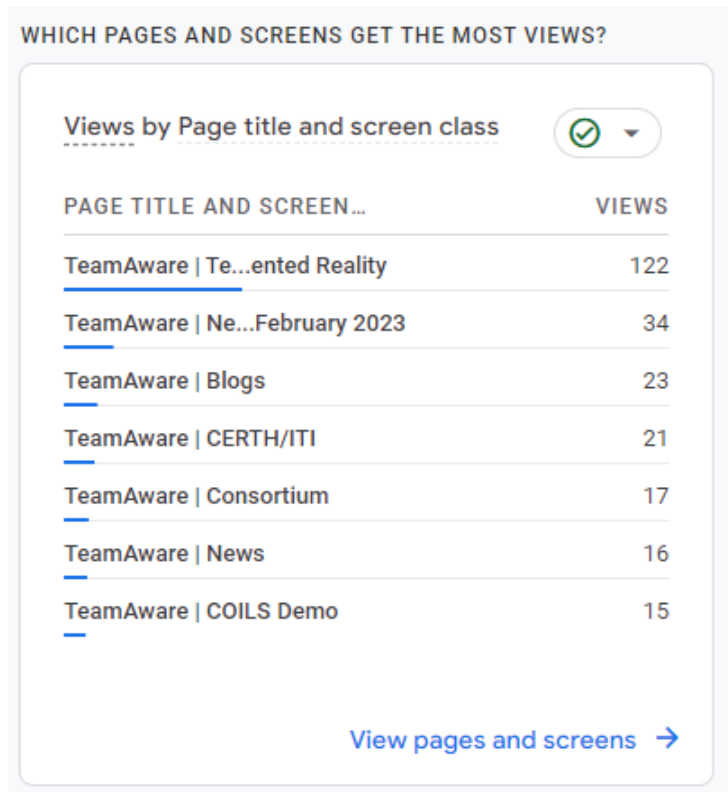 WHICH PAGES AND SCREENS GET THE MOST VIEWS?
Views by Page title and screen class
PAGE TITLE AND SCREEN... VIEWS
TeamAware | Te...ented Reality 122
TeamAware | Ne...February 2023 34
TeamAware | Blogs 23
TeamAware | CERTH/ITI 21
TeamAware | Consortium 17
TeamAware | News 16
TeamAware | COILS Demo 15
View pages and screens